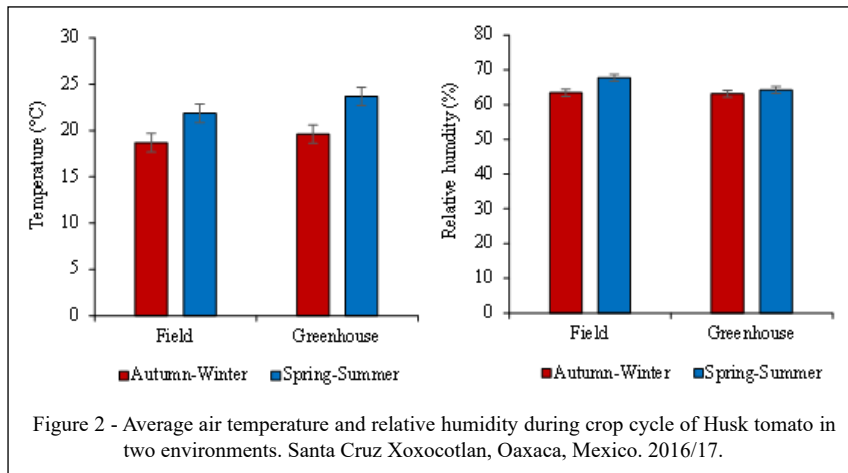 30
25
20
15
10
5
0
Temperature (°C)
Field
Greenhouse
Autumn-Winter
Spring-Summer
80
70
60
50
40
30
20
10
0
Relative humidity (%)
Field
Greenhouse
Autumn-Winter
Spring-Summer
Figure 2 - Average air temperature and relative humidity during crop cycle of Husk tomato in
two environments. Santa Cruz Xoxocotlan, Oaxaca, Mexico. 2016/17.